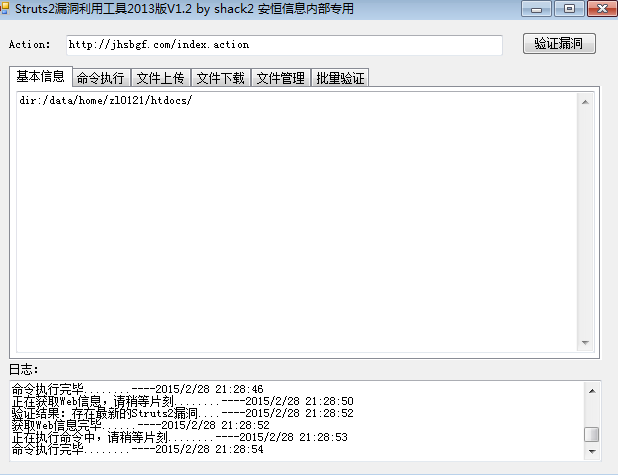 Struts2漏洞利用工具2013版V1.2 by shack2 安恒信息内部专用
Action: http://jhsbgf.com/index.action 验证漏洞
基本信息 命令执行 文件上传 文件下载 文件管理 批量验证
dir:/data/home/zl0121/htdocs/
日志:
命令执行完毕........----2015/2/28 21:28:46
正在获取Web信息，请稍等片刻........----2015/2/28 21:28:50
验证结果: 存在最新的Struts2漏洞....----2015/2/28 21:28:52
获取Web信息完毕......----2015/2/28 21:28:52
正在执行命令中，请稍等片刻........----2015/2/28 21:28:53
命令执行完毕........----2015/2/28 21:28:54